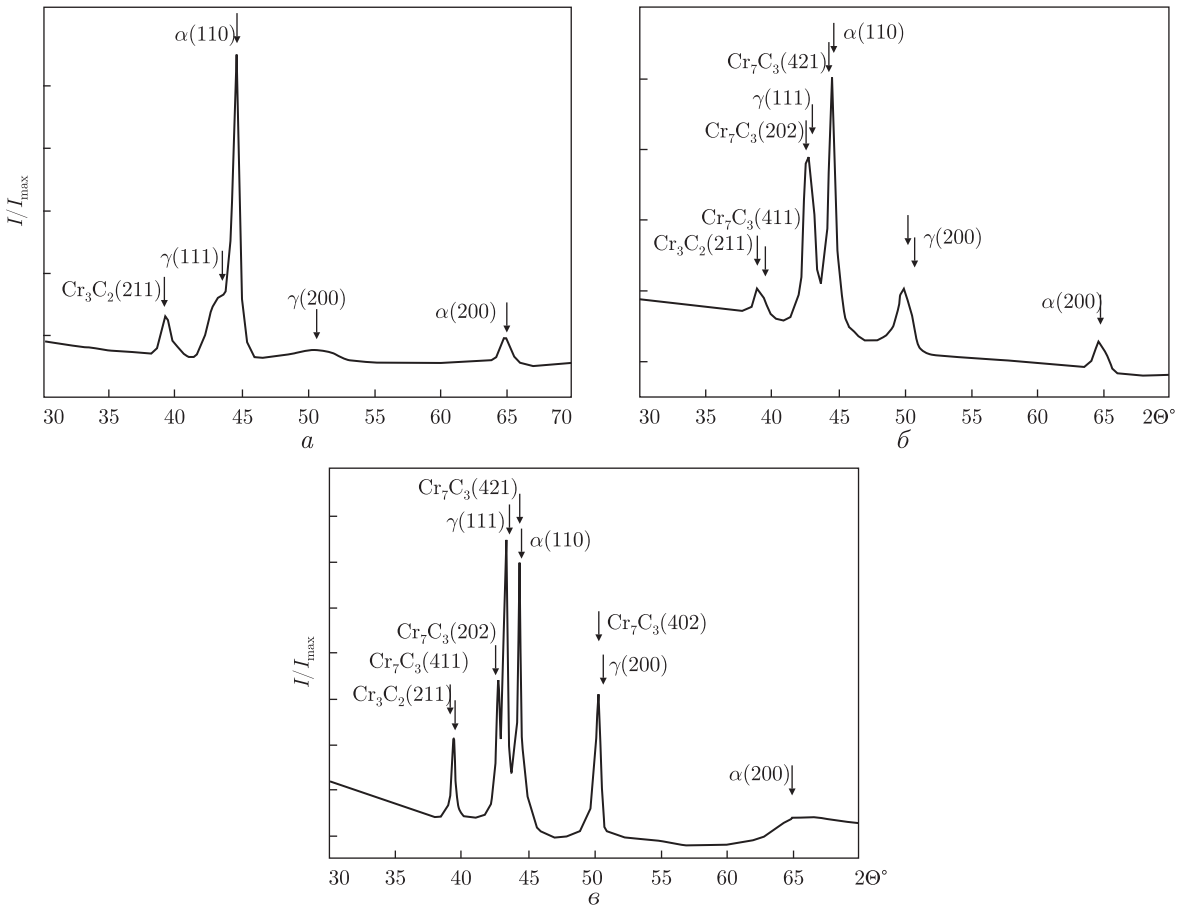 α(110)
γ(111)
Cr₃C₂(211)
γ(200)
α(200)
I/Iₘₐₓ
30 35 40 45 50 55 60 65 70
а
α(110)
Cr₇C₃(421)
γ(111)
Cr₇C₃(202)
Cr₇C₃(411)
Cr₃C₂(211)
γ(200)
α(200)
30 35 40 45 50 55 60 65 2Θ°
б
Cr₇C₃(421)
γ(111)
α(110)
Cr₇C₃(202)
Cr₇C₃(411)
Cr₃C₂(211)
Cr₇C₃(402)
γ(200)
α(200)
I/Iₘₐₓ
30 35 40 45 50 55 60 65 2Θ°
в